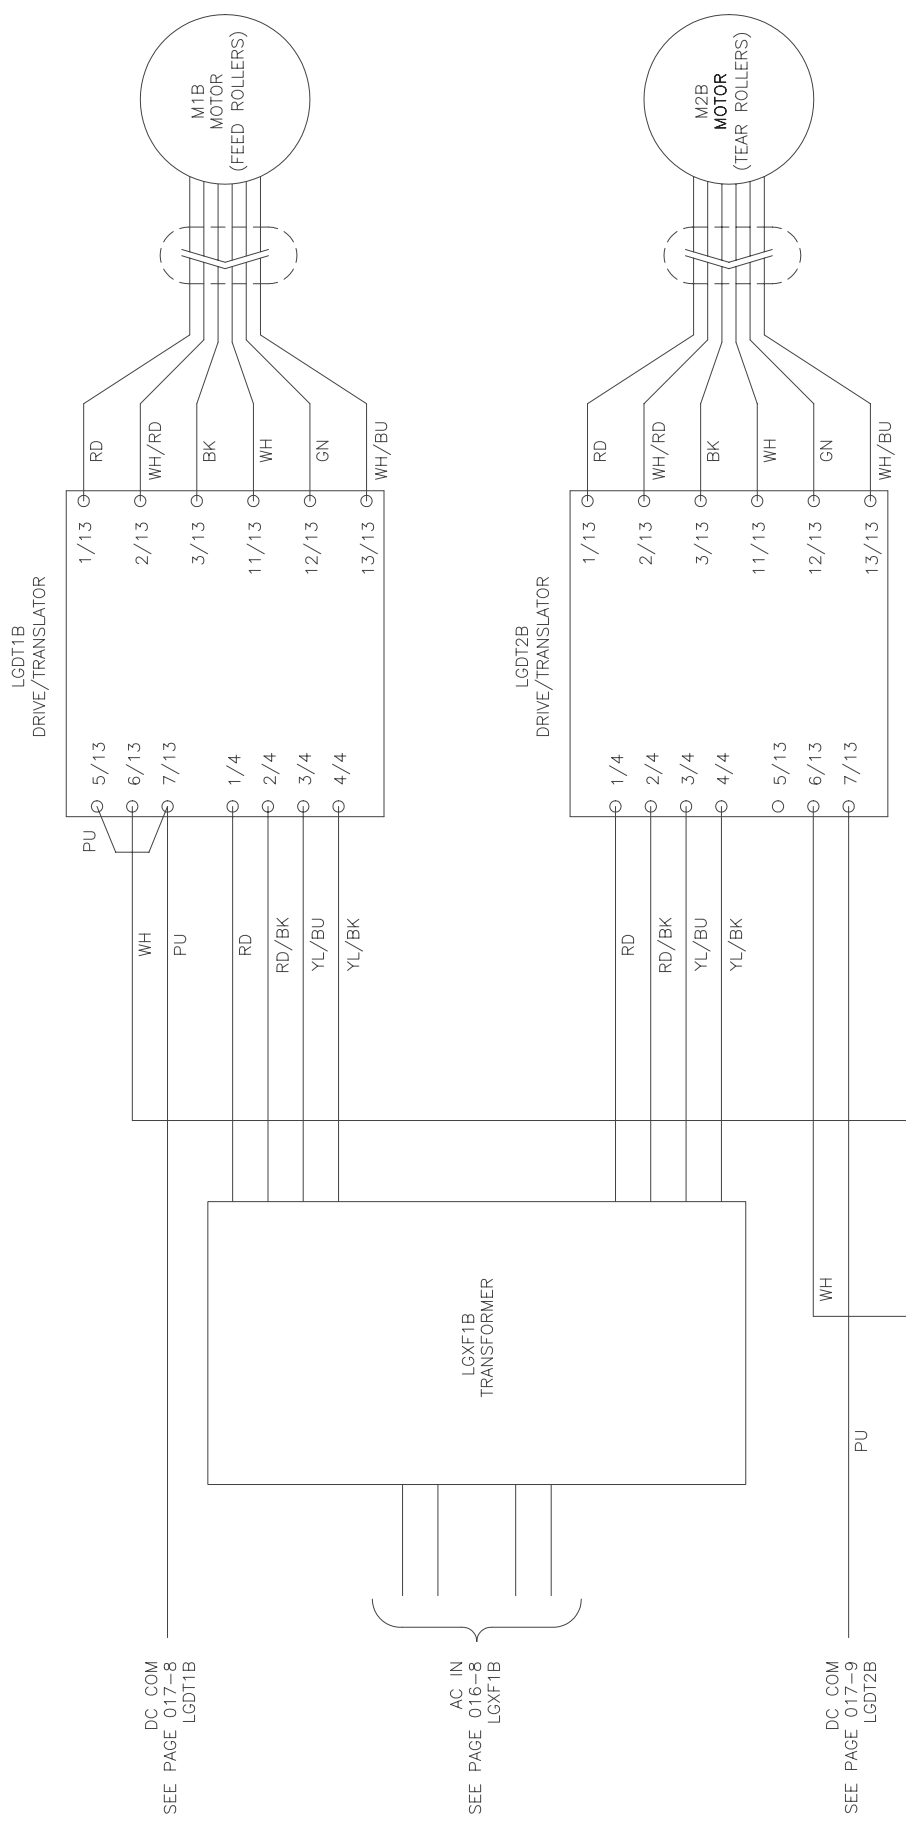 M1B
MOTOR
(FEED ROLLERS)
RD
WH/RD
BK
WH
GN
WH/BU
LGDT1B
DRIVE/TRANSLATOR
1/13
2/13
3/13
11/13
12/13
13/13
5/13
6/13
7/13
1/4
2/4
3/4
4/4
PU
WH
PU
RD
RD/BK
YL/BU
YL/BK
M2B
MOTOR
(TEAR ROLLERS)
RD
WH/RD
BK
WH
GN
WH/BU
LGDT2B
DRIVE/TRANSLATOR
1/13
2/13
3/13
11/13
12/13
13/13
1/4
2/4
3/4
4/4
5/13
6/13
7/13
RD
RD/BK
YL/BU
YL/BK
WH
PU
LGXF1B
TRANSFORMER
DC COM
SEE PAGE 017-8
LGDT1B
AC IN
SEE PAGE 016-8
LGXF1B
DC COM
SEE PAGE 017-9
LGDT2B